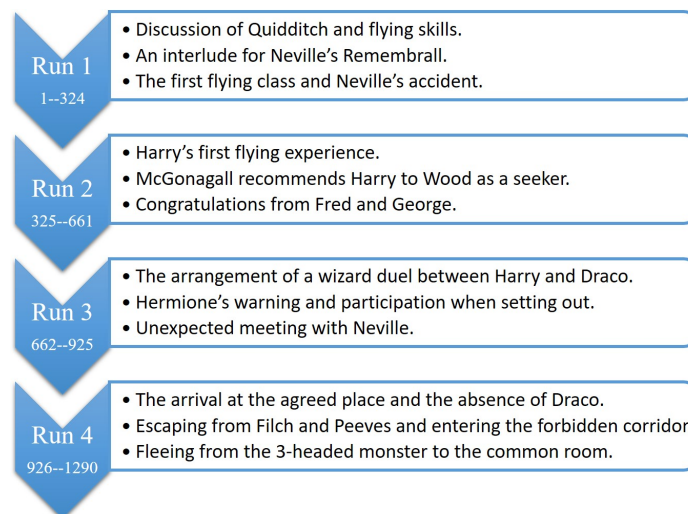 Run 1
1--324
• Discussion of Quidditch and flying skills.
• An interlude for Neville’s Remembrall.
• The first flying class and Neville’s accident.
Run 2
325--661
• Harry’s first flying experience.
• McGonagall recommends Harry to Wood as a seeker.
• Congratulations from Fred and George.
Run 3
662--925
• The arrangement of a wizard duel between Harry and Draco.
• Hermione’s warning and participation when setting out.
• Unexpected meeting with Neville.
Run 4
926--1290
• The arrival at the agreed place and the absence of Draco.
• Escaping from Filch and Peeves and entering the forbidden corridor
• Fleeing from the 3-headed monster to the common room.